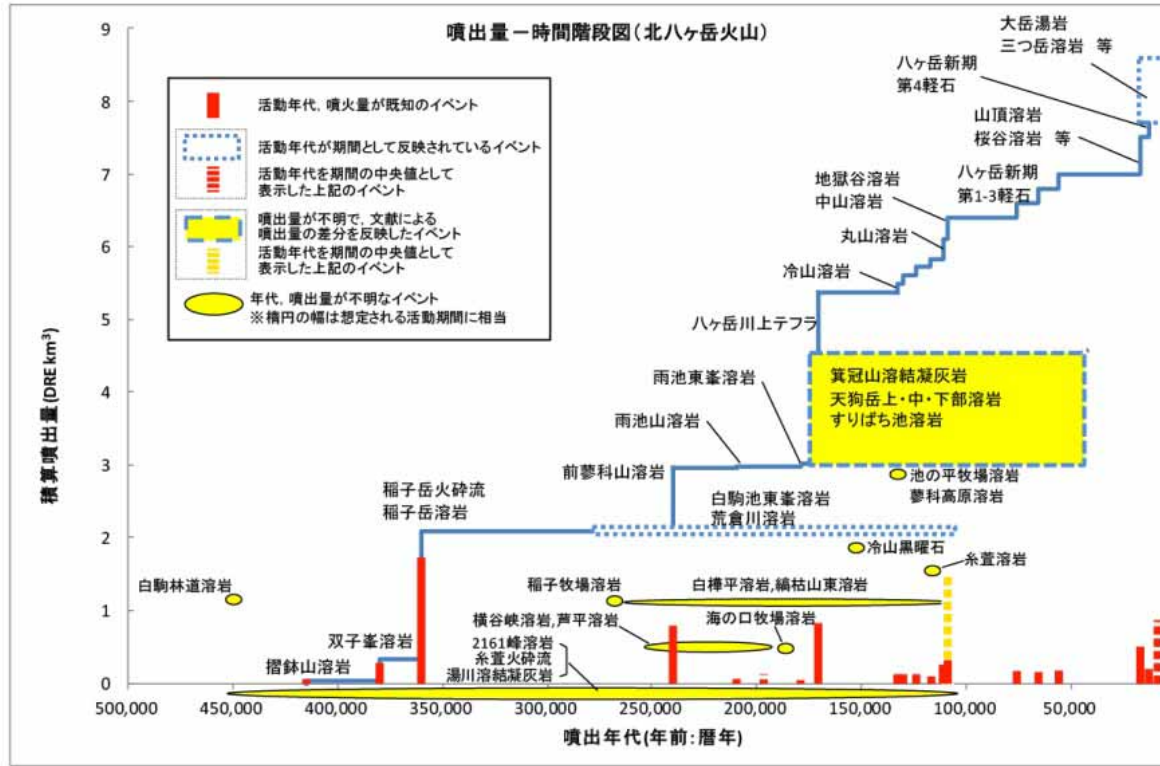 噴出量－時間階段図(北八ヶ岳火山)
活動年代，噴火量が既知のイベント
活動年代が期間として反映されているイベント
活動年代を期間の中央値として
表示した上記のイベント
噴出量が不明で，文献による
噴出量の差分を反映したイベント
活動年代を期間の中央値として
表示した上記のイベント
年代，噴出量が不明なイベント
※楕円の幅は想定される活動期間に相当
積算噴出量(DRE km³)
9
8
7
6
5
4
3
2
1
0
大岳溶岩
三つ岳溶岩 等
八ヶ岳新期
第4軽石
山頂溶岩
桜谷溶岩 等
八ヶ岳新期
第1-3軽石
地獄谷溶岩
中山溶岩
丸山溶岩
冷山溶岩
八ヶ岳川上テフラ
雨池東峯溶岩
雨池山溶岩
前蓼科山溶岩
箕冠山溶結凝灰岩
天狗岳上・中・下部溶岩
すりばち池溶岩
池の平牧場溶岩
蓼科高原溶岩
稲子岳火砕流
稲子岳溶岩
白駒池東峯溶岩
荒倉川溶岩
冷山黒曜石
糸萱溶岩
白駒林道溶岩
稲子牧場溶岩
白樺平溶岩，縞枯山東溶岩
横谷峡溶岩，芦平溶岩
海の口牧場溶岩
2161峰溶岩
糸萱火砕流
湯川溶結凝灰岩
双子峯溶岩
摺鉢山溶岩
500,000
450,000
400,000
350,000
300,000
250,000
200,000
150,000
100,000
50,000
噴出年代(年前：暦年)